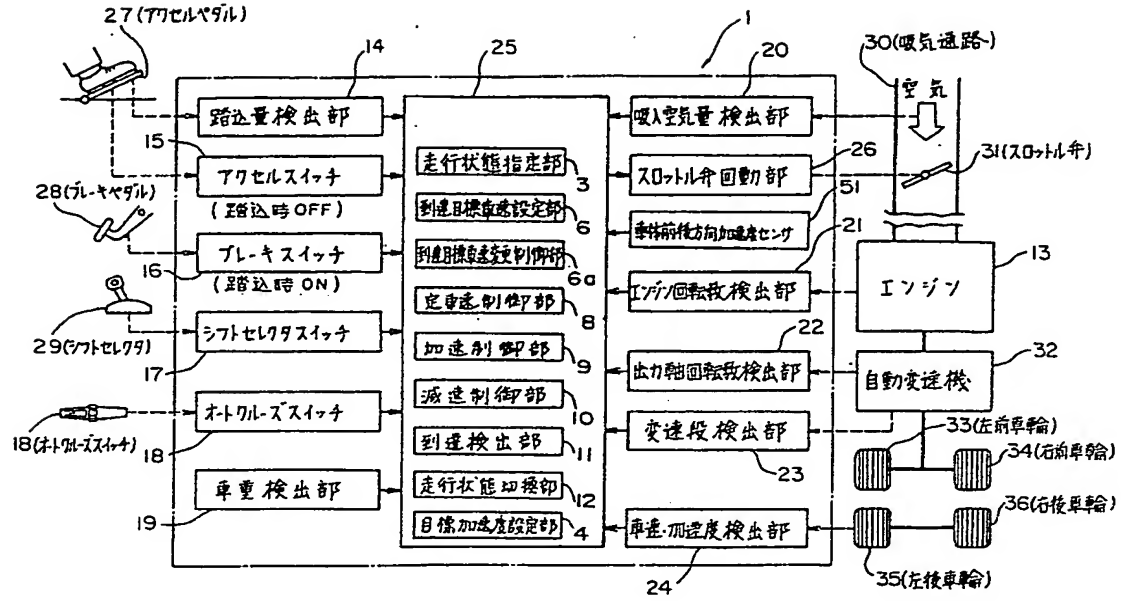 27(アクセルペダル)
14
踏込量検出部
15
アクセルスイッチ
(踏込時OFF)
28(ブレーキペダル)
ブレーキスイッチ
16
(踏込時ON)
29(シフトセレクタ)
シフトセレクタスイッチ
17
オートクルーズスイッチ
18(オートクルーズスイッチ)
18
車重検出部
19
25
走行状態指定部
3
到達目標車速設定部
6
到達目標車速変更制御部
6a
定車速制御部
8
加速制御部
9
減速制御部
10
到達検出部
11
走行状態切換部
12
目標加速度設定部
4
1
20
吸入空気量検出部
26
スロットル弁回動部
51
車体前後方向加速度センサ
21
エンジン回転数検出部
22
出力軸回転数検出部
変速段検出部
23
車速・加速度検出部
24
30(吸気通路)
空気
31(スロットル弁)
13
エンジン
32
自動変速機
33(左前車輪)
34(右前車輪)
36(右後車輪)
35(左後車輪)